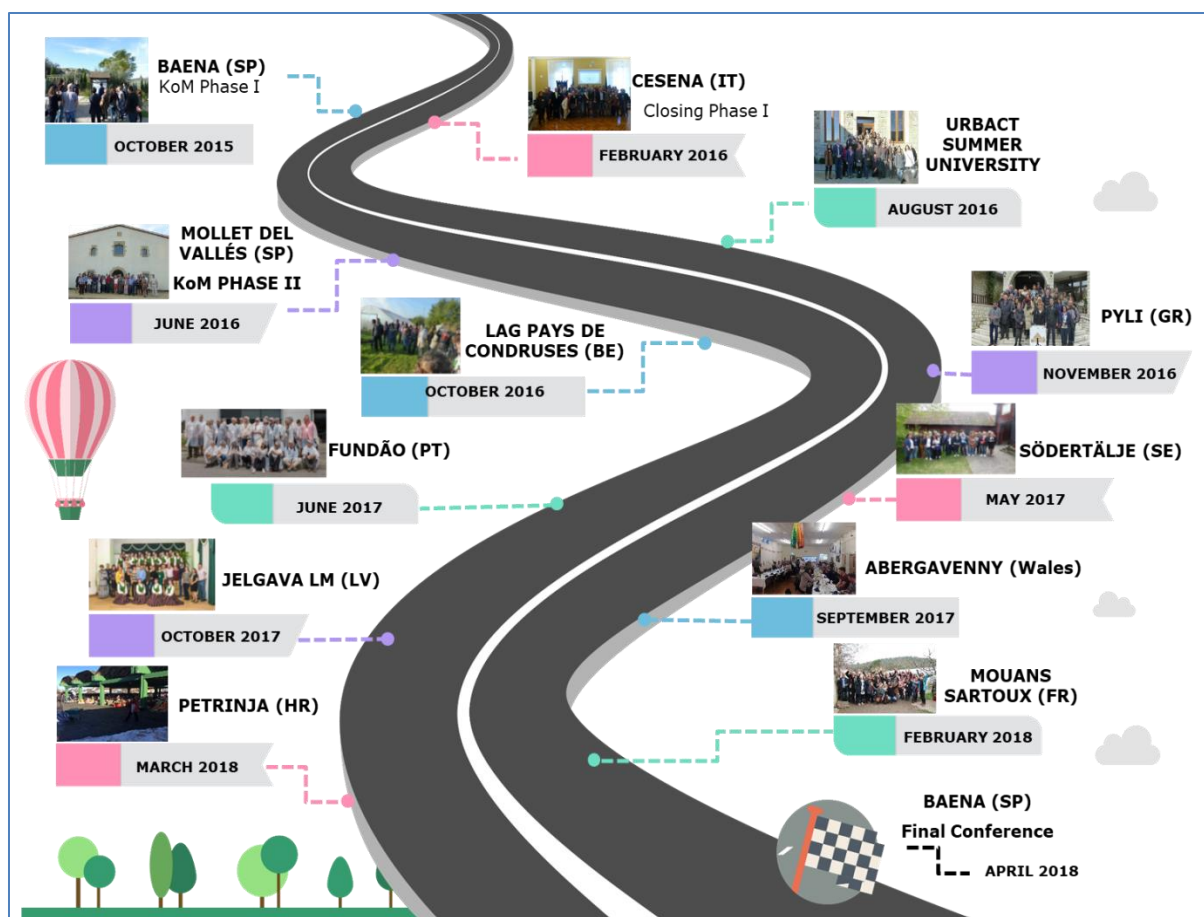 BAENA (SP)
KoM Phase I
OCTOBER 2015
CESENA (IT)
Closing Phase I
FEBRUARY 2016
URBACT
SUMMER
UNIVERSITY
AUGUST 2016
MOLLET DEL
VALLÉS (SP)
KoM PHASE II
JUNE 2016
LAG PAYS DE
CONDRUSES (BE)
OCTOBER 2016
PYLI (GR)
NOVEMBER 2016
FUNDÃO (PT)
JUNE 2017
SÖDERTÄLJE (SE)
MAY 2017
JELGAVA LM (LV)
OCTOBER 2017
ABERGAVENNY (Wales)
SEPTEMBER 2017
PETRINJA (HR)
MARCH 2018
MOUANS
SARTOUX (FR)
FEBRUARY 2018
BAENA (SP)
Final Conference
APRIL 2018